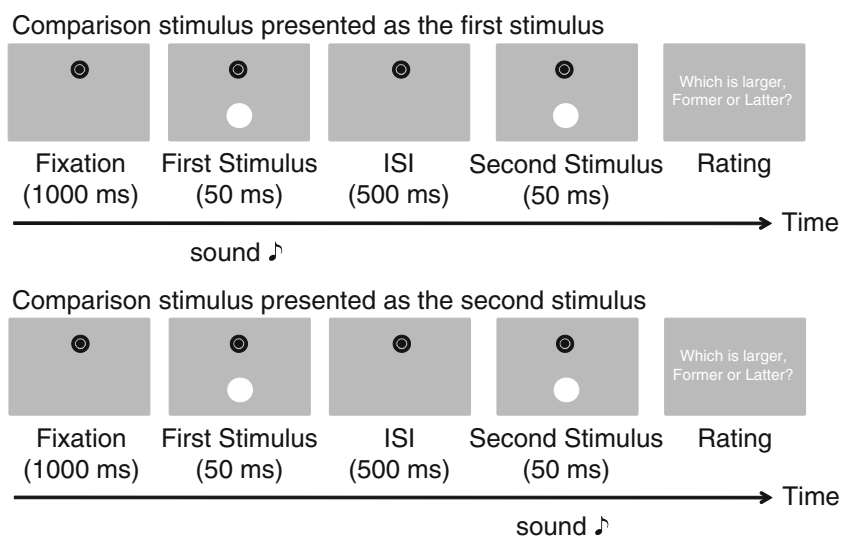 Comparison stimulus presented as the first stimulus
Which is larger,
Former or Latter?
Fixation First Stimulus ISI Second Stimulus Rating
(1000 ms) (50 ms) (500 ms) (50 ms)
Time
sound ♪
Comparison stimulus presented as the second stimulus
Which is larger,
Former or Latter?
Fixation First Stimulus ISI Second Stimulus Rating
(1000 ms) (50 ms) (500 ms) (50 ms)
Time
sound ♪